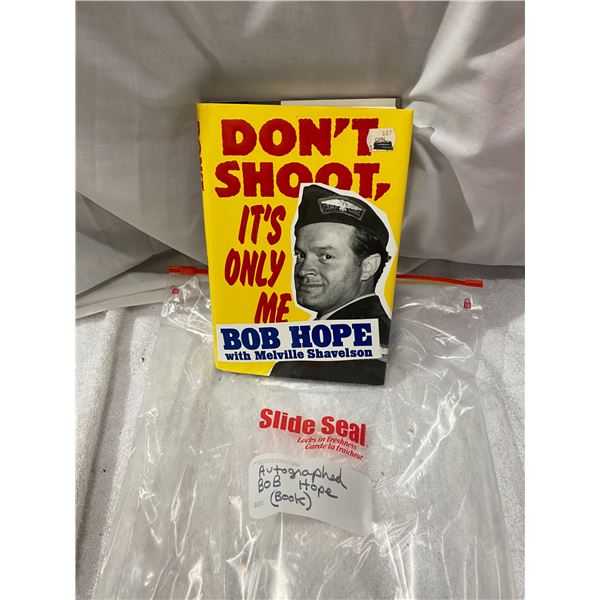 DON'T
SHOOT,
IT'S
ONLY
ME
BOB HOPE
with Melville Shavelson
Slide Seal
Locks in freshness
Garde la fraîcheur
Autographed
BOB Hope
(Book)